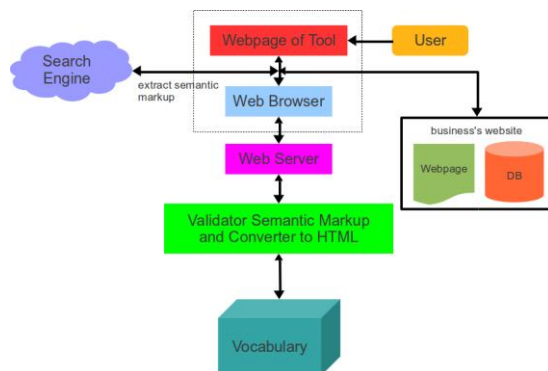 Webpage of Tool
User
Search
Engine
extract semantic
markup
Web Browser
business's website
Webpage
DB
Web Server
Validator Semantic Markup
and Converter to HTML
Vocabulary